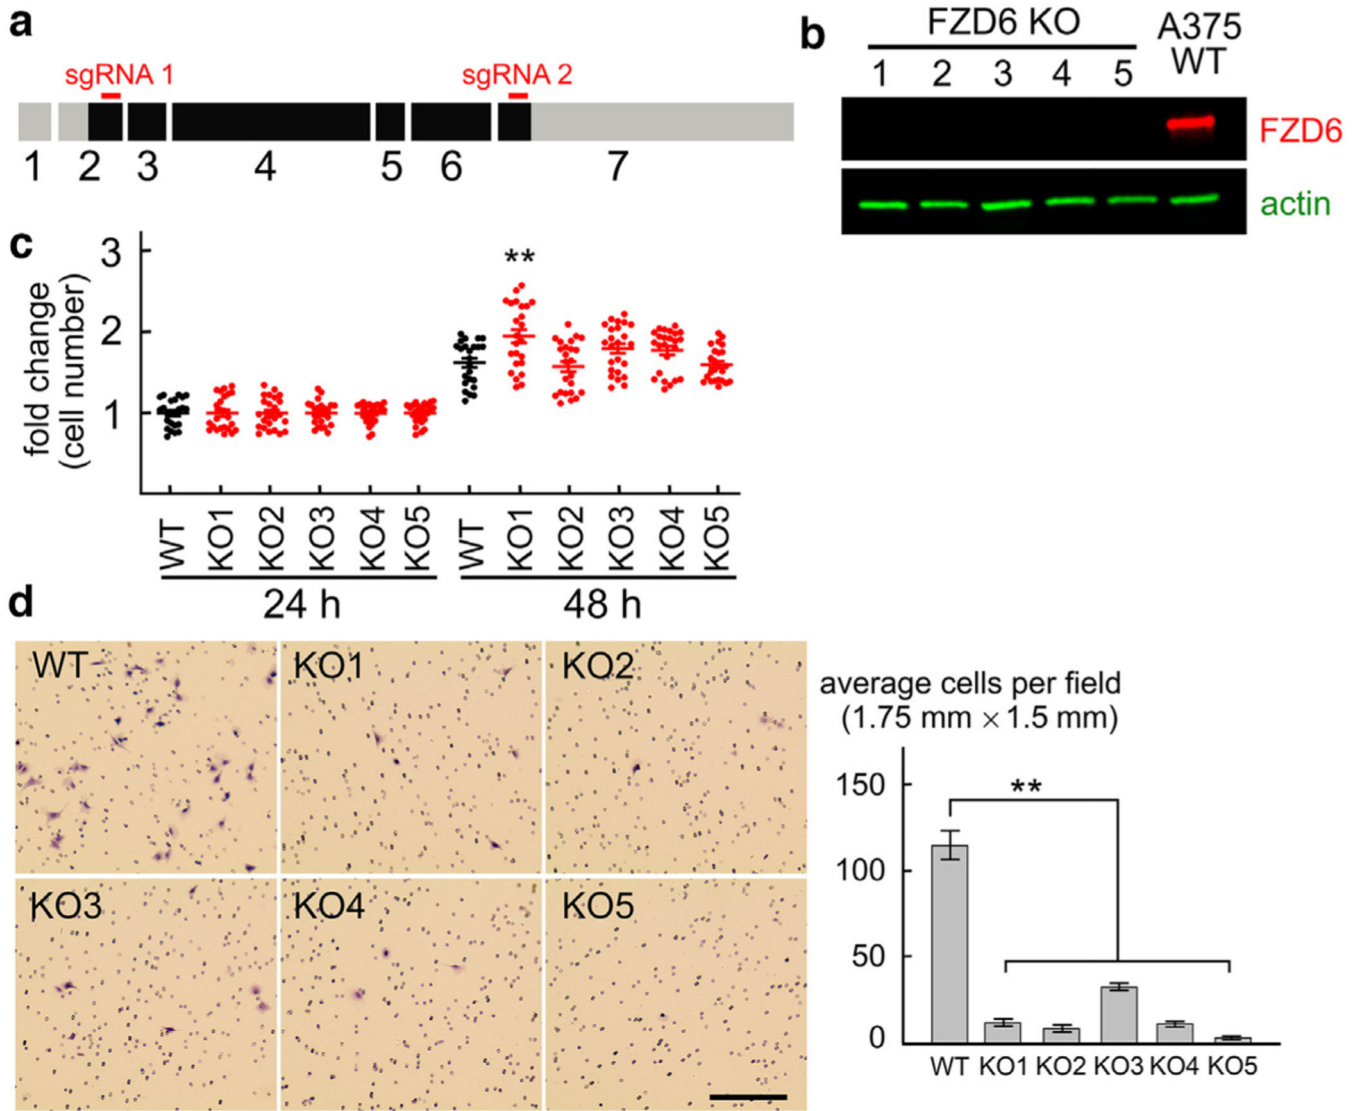 a
sgRNA 1
sgRNA 2
1 2 3 4 5 6 7
b
FZD6 KO
A375
WT
1 2 3 4 5
FZD6
actin
c
fold change
(cell number)
3
2
1
**
WT KO1 KO2 KO3 KO4 KO5 WT KO1 KO2 KO3 KO4 KO5
24 h
48 h
d
WT
KO1
KO2
KO3
KO4
KO5
average cells per field
(1.75 mm × 1.5 mm)
150
100
50
0
**
WT KO1 KO2 KO3 KO4 KO5